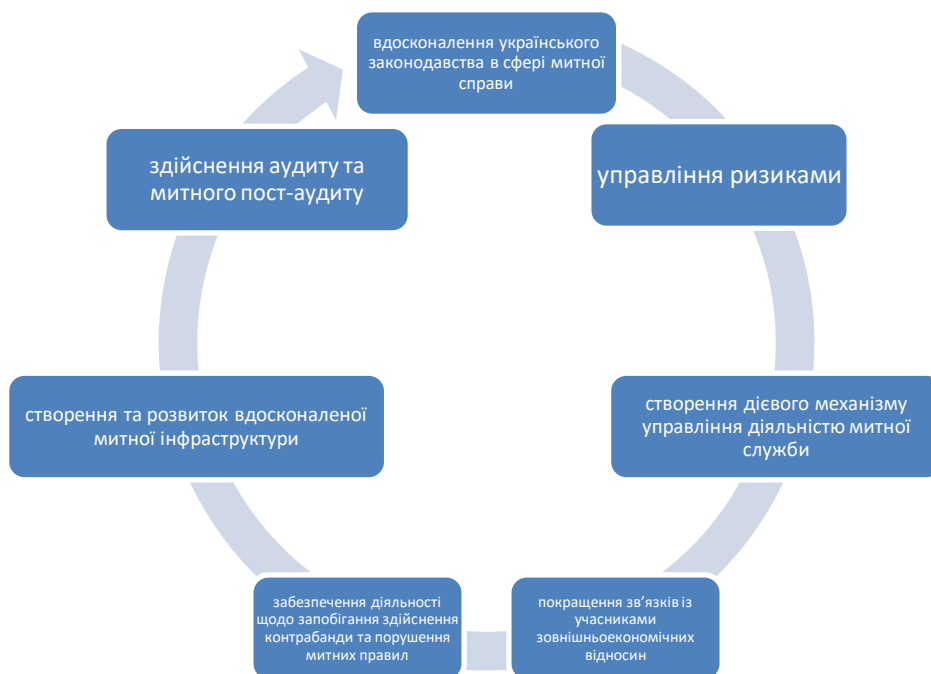 вдосконалення українського
законодавства в сфері митної
справи
управління ризиками
створення дієвого механізму
управління діяльністю митної
служби
покращення зв’язків із
учасниками
зовнішньоекономічних
відносин
забезпечення діяльності
щодо запобігання здійснення
контрабанди та порушення
митних правил
створення та розвиток вдосконаленої
митної інфраструктури
здійснення аудиту та
митного пост-аудиту